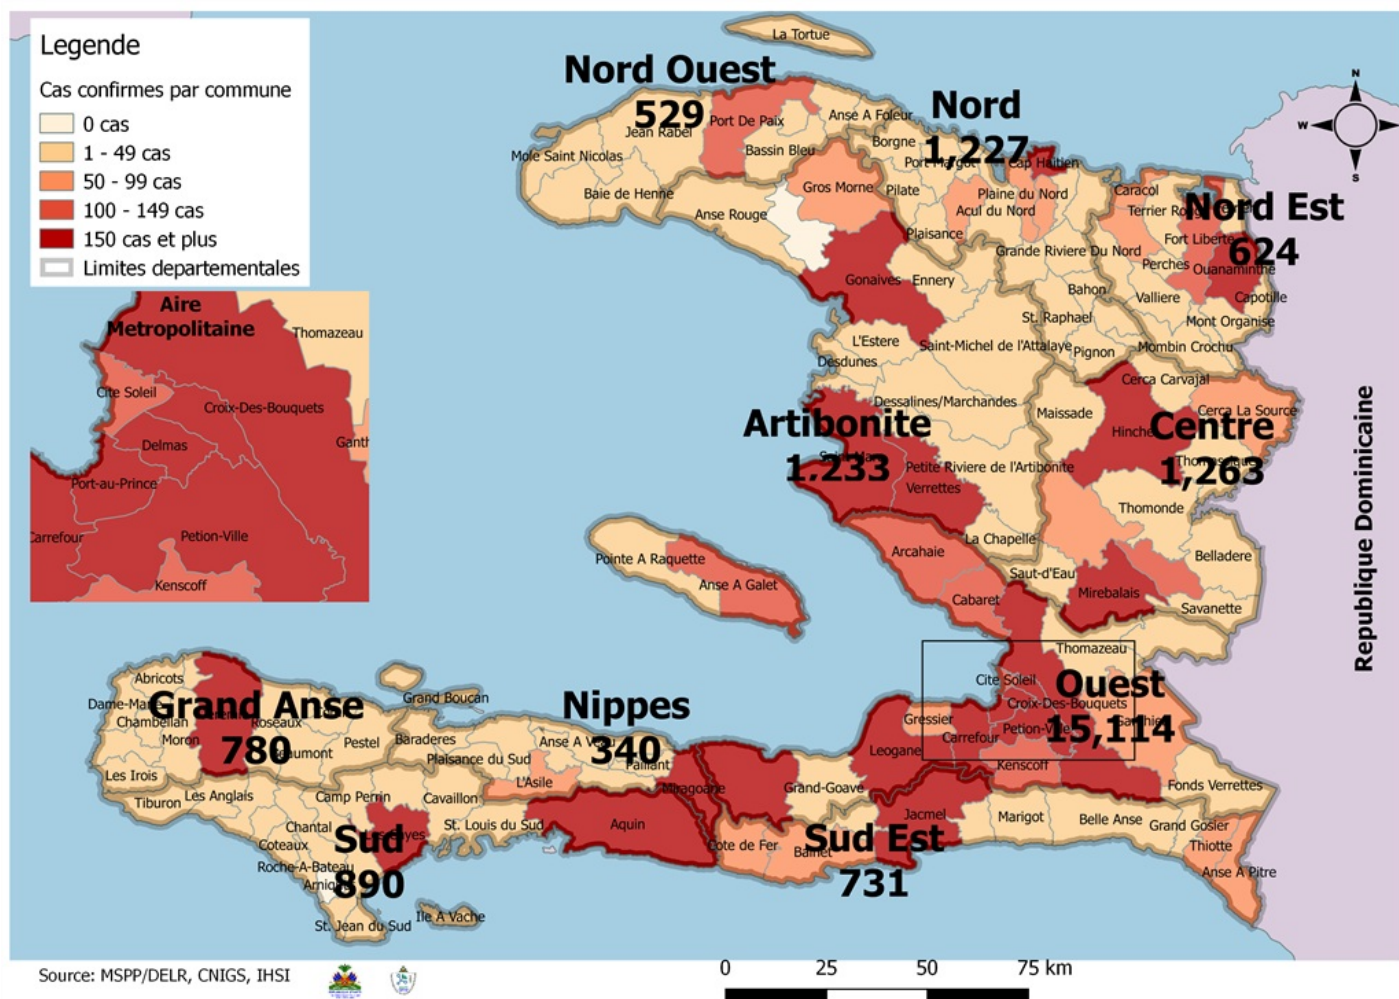 Legende
Cas confirmes par commune
0 cas
1 - 49 cas
50 - 99 cas
100 - 149 cas
150 cas et plus
Limites departementales
Aire
Metropolitaine
Thomazeau
Cite Soleil
Croix-Des-Bouquets
Delmas
Port-au-Prince
Carrefour
Petion-Ville
Kenscoff
La Tortue
Nord Ouest
529
Jean Rabel
Port De Paix
Mole Saint Nicolas
Bassin Bleu
Anse A Foleur
Baie de Henne
Nord
1,227
Borgne
Port Margot
Cap Haitien
Anse Rouge
Gros Morne
Pilate
Plaine du Nord
Acul du Nord
Plaisance
Grande Riviere Du Nord
Caracol
Terrier Rouge
Nord Est
624
Fort Liberte
Perches
Ouanaminthe
Capotille
Valliere
Mont Organise
Gonaives
Ennery
Bahon
St. Raphael
Pignon
Mombin Crochu
L'Estere
Desdunes
Saint-Michel de l'Attalaye
Dessalines/Marchandes
Maissade
Cerca Carvajal
Cerca La Source
Hinche
Centre
1,263
Artibonite
1,233
Petite Riviere de l'Artibonite
Verrettes
Thomonde
La Chapelle
Belladere
Saut-d'Eau
Mirebalais
Savanette
Arcahaie
Cabaret
Pointe A Raquette
Anse A Galet
Thomazeau
Cite Soleil
Croix-Des-Bouquets
Ouest
15,114
Gressier
Carrefour
Petion-Ville
Leogane
Kenscoff
Fonds Verrettes
Republique Dominicaine
Abricots
Grand Anse
780
Chambellan
Moron
Roseaux
Beaumont
Pestel
Les Irois
Grand Boucan
Baraderes
Nippes
340
Anse A Veau
Paillant
Plaisance du Sud
L'Asile
Miragoane
Grand-Goave
Tiburon
Les Anglais
Camp Perrin
Cavaillon
St. Louis du Sud
Aquin
Chantal
Coteaux
Sud
890
Roche-A-Bateau
St. Jean du Sud
Ile A Vache
Cote de Fer
Bainet
Sud Est
731
Jacmel
Marigot
Belle Anse
Grand Gosier
Thiotte
Anse A Pitre
N
W
S
Source: MSPP/DELR, CNIGS, IHSI
0 25 50 75 km